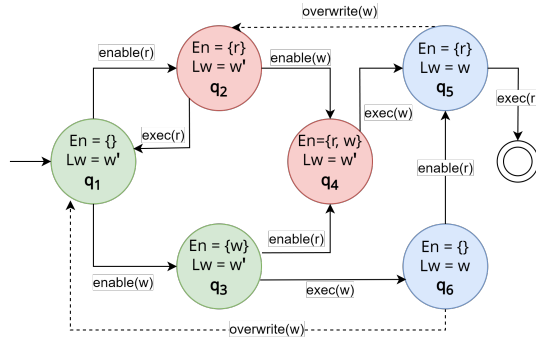 overwrite(w)
enable(r)
En = {r}
Lw = w'
q2
enable(w)
En = {r}
Lw = w
q5
exec(r
exec(w)
exec(r)
En = {}
Lw = w'
q1
En={r, w}
Lw = w'
q4
enable(r)
enable(r)
En = {w}
Lw = w'
q3
enable(w)
exec(w)
En = {}
Lw = w
q6
overwrite(w)